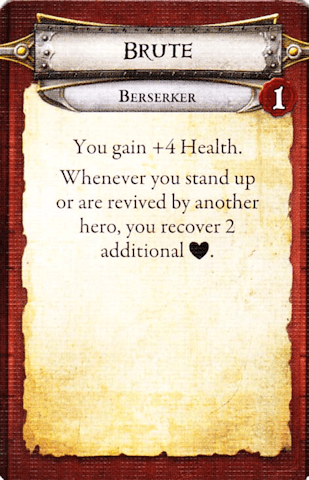 Brute
Berserker
1
You gain +4 Health.
Whenever you stand up
or are revived by another
hero, you recover 2
additional ♥.